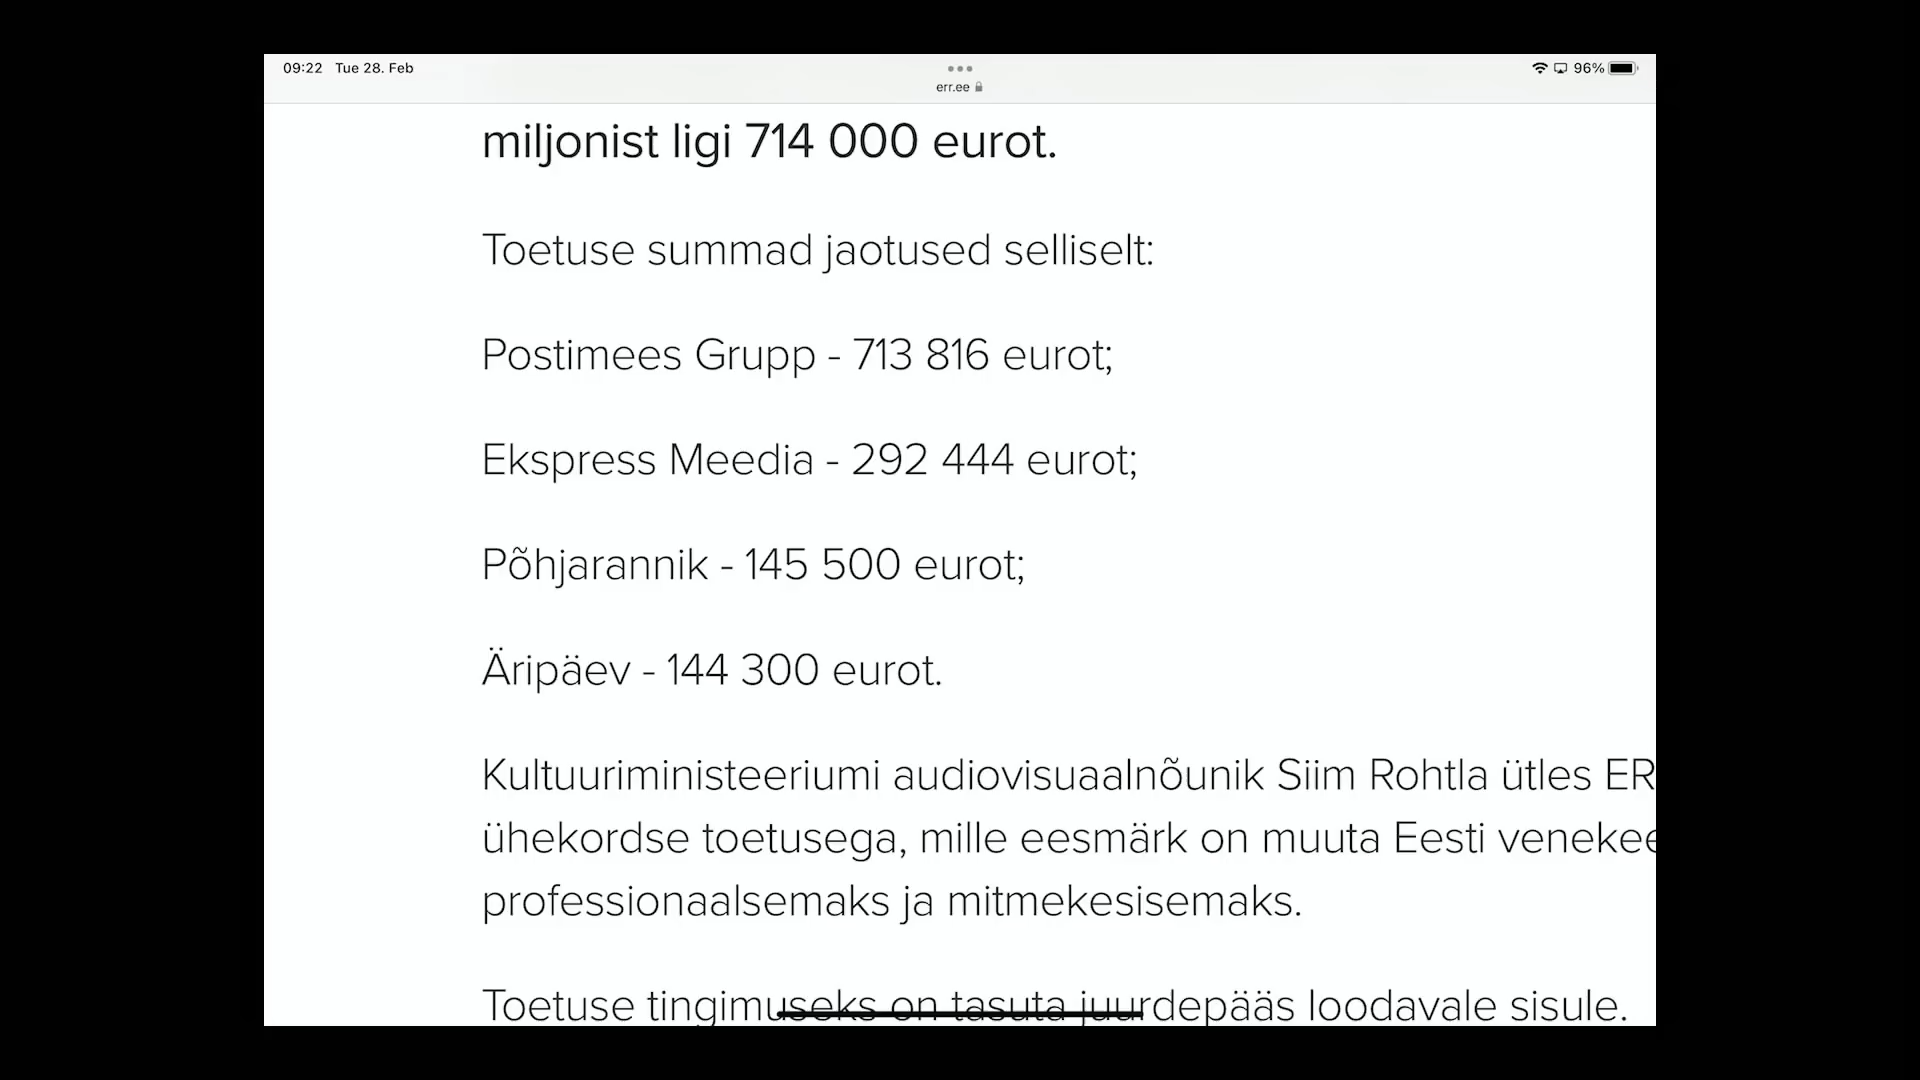 09:22 Tue 28. Feb
96%
err.ee
miljonist ligi 714 000 eurot.
Toetuse summad jaotused selliselt:
Postimees Grupp - 713 816 eurot;
Ekspress Meedia - 292 444 eurot;
Põhjarannik - 145 500 eurot;
Äripäev - 144 300 eurot.
Kultuuriministeeriumi audiovisuaalnõunik Siim Rohtla ütles ER
ühekordse toetusega, mille eesmärk on muuta Eesti venekee
professionaalsemaks ja mitmekesisemaks.
Toetuse tingimuseks on tasuta juurdepääs loodavale sisule.